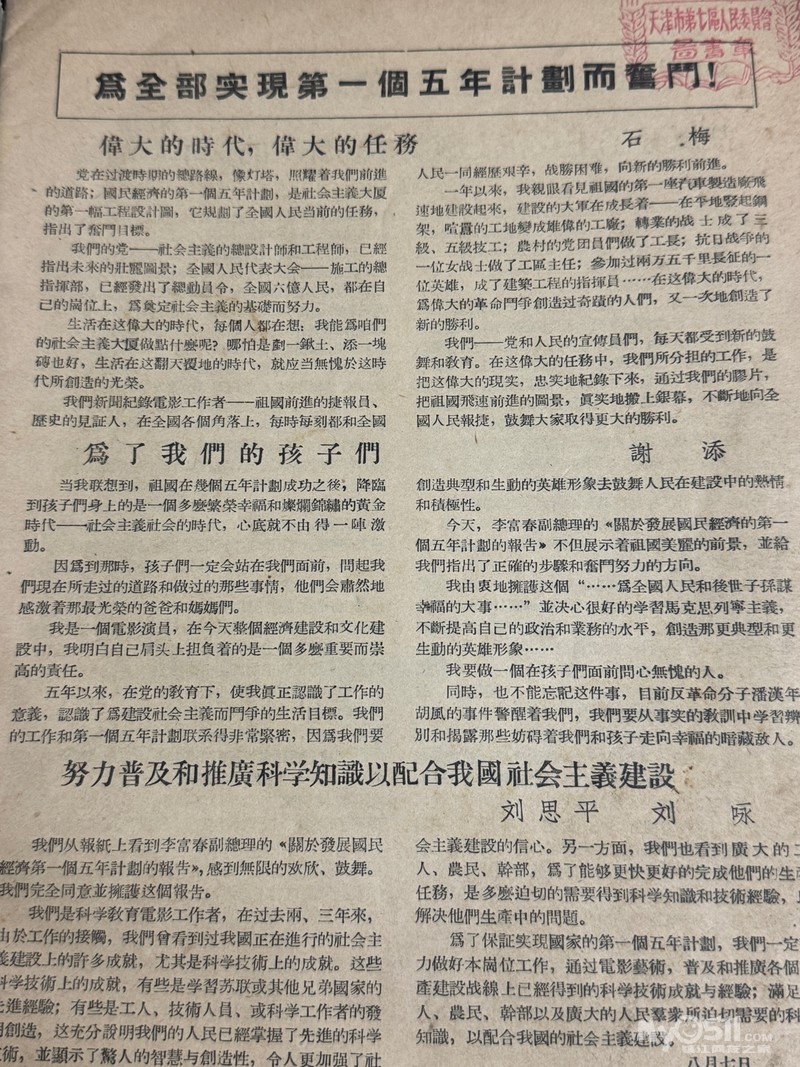 天津市第七區人民委員會
圖書章
爲全部实現第一個五年計劃而奮鬥!
偉大的時代，偉大的任務
石 梅
党在过渡時期的總路線，像灯塔，照耀着我們前進
的道路；國民經濟的第一個五年計劃，是社会主義大厦
的第一幅工程設計圖，它規劃了全國人民当前的任务，
指出了奮鬥目標。
我們的党——社会主義的總設計師和工程師，已經
指出未来的壯麗圖景；全國人民代表大会——施工的總
指揮部，已經發出了總動員令，全國六億人民，都在自
己的崗位上，爲奠定社会主義的基礎而努力。
生活在这偉大的時代，每個人都在想：我能爲咱們
的社会主義大厦做點什麽呢？哪怕是劃一鍬土、添一塊
磚也好，生活在这翻天覆地的時代，就应当無愧於这時
代所創造的光荣。
我們新聞紀錄電影工作者——祖國前進的捷報員、
歷史的見証人，在全國各個角落上，每時每刻都和全國
人民一同經歷艰辛，战勝困难，向新的勝利前進。
一年以來，我親眼看見祖國的第一座汽車製造廠飛
速地建設起來，建設的大軍在成長着——在平地竪起鋼
架，喧囂的工地變成雄偉的工廠；轉業的战士成了三
級、五級技工；農村的党団員們做了工長；抗日战争的
一位女战士做了工區主任；參加过兩万五千里長征的一
位英雄，成了建築工程的指揮員……在这偉大的時代，
爲偉大的革命鬥争創造过奇蹟的人們，又一次地創造了
新的勝利。
我們——党和人民的宣傳員們，每天都受到新的鼓
舞和教育。在这偉大的任務中，我們所分担的工作，是
把这偉大的現实，忠实地紀錄下來，通过我們的膠片，
把祖國飛速前進的圖景，眞实地搬上銀幕，不斷地向全
國人民報捷，鼓舞大家取得更大的勝利。
爲了我們的孩子們
謝 添
当我联想到，祖國在幾個五年計劃成功之後，降臨
到孩子們身上的是一個多麽繁荣幸福和燦爛錦繡的黃金
時代——社会主義社会的時代，心底就不由得一陣激
動。
因爲到那時，孩子們一定会站在我們面前，問起我
們現在所走过的道路和做过的那些事情，他們会肅然地
感激着那最光荣的爸爸和媽媽們。
我是一個電影演員，在今天整個經濟建設和文化建
設中，我明白自己肩头上担負着的是一個多麽重要而崇
高的責任。
五年以來，在党的教育下，使我眞正認識了工作的
意義，認識了爲建設社会主義而鬥争的生活目標。我們
的工作和第一個五年計劃联系得非常緊密，因爲我們要
創造典型和生動的英雄形象去鼓舞人民在建設中的熱情
和積極性。
今天，李富春副總理的《關於發展國民經濟的第一
個五年計劃的報告》不但展示着祖國美麗的前景，並給
我們指出了正確的步驟和奮鬥努力的方向。
我由衷地擁護这個“……爲全國人民和後世子孫謀
幸福的大事……”並决心很好的学習馬克思列寧主義，
不斷提高自己的政治和業務的水平，創造那更典型和更
生動的英雄形象……
我要做一個在孩子們面前問心無愧的人。
同時，也不能忘記这件事，目前反革命分子潘漢年
胡風的事件警醒着我們，我們要从事实的教訓中学習辨
別和揭露那些妨碍着我們和孩子走向幸福的暗藏敌人。
努力普及和推廣科学知識以配合我國社会主義建設
刘思平 刘 咏
我們从報紙上看到李富春副總理的《關於發展國民
經濟第一個五年計劃的報告》，感到無限的欢欣、鼓舞。
我們完全同意並擁護这個報告。
我們是科学教育電影工作者，在过去兩、三年來，
由於工作的接觸，我們曾看到过我國正在進行的社会主
義建設上的許多成就，尤其是科学技術上的成就。这些
科学技術上的成就，有些是学習苏联或其他兄弟國家的
先進經驗；有些是工人、技術人員、或科学工作者的發
明創造，这充分說明我們的人民已經掌握了先進的科学
技術，並顯示了驚人的智慧与創造性，令人更加强了社
会主義建設的信心。另一方面，我們也看到廣大的工
人、農民、幹部，爲了能够更快更好的完成他們的生産
任務，是多麽迫切的需要得到科学知識和技術經驗，
解决他們生產中的問題。
爲了保証实現國家的第一個五年計劃，我們一定
力做好本崗位工作，通过電影藝術，普及和推廣各個
產建設战線上已經得到的科学技術成就与經驗；滿足
人、農民、幹部以及廣大的人民羣衆所迫切需要的科
知識，以配合我國的社会主義建設。
八月七日